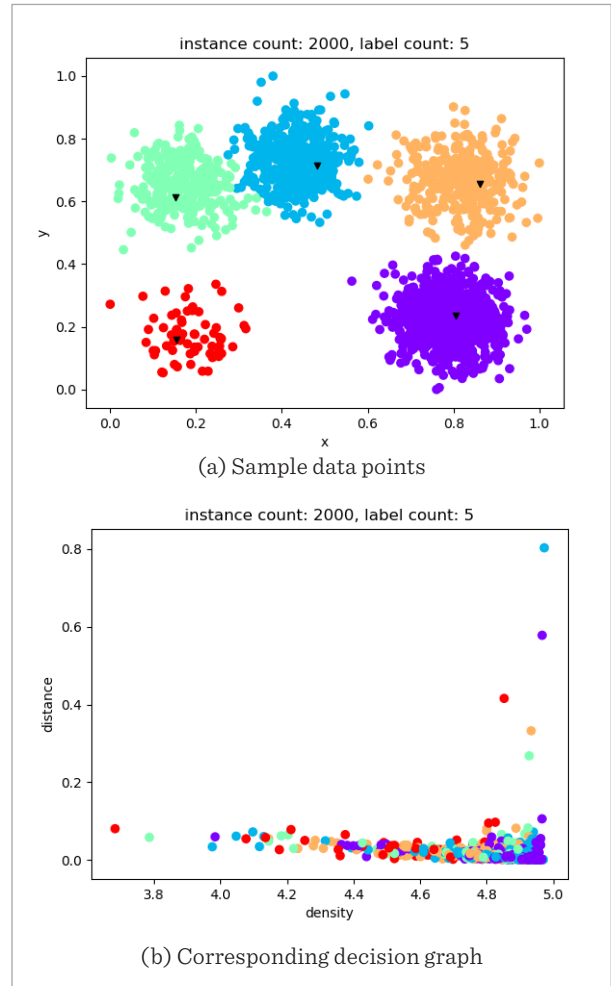 instance count: 2000, label count: 5
1.0
0.8
0.6
0.4
0.2
0.0
y
0.0 0.2 0.4 0.6 0.8 1.0
x
(a) Sample data points
instance count: 2000, label count: 5
0.8
0.6
0.4
0.2
0.0
distance
3.8 4.0 4.2 4.4 4.6 4.8 5.0
density
(b) Corresponding decision graph